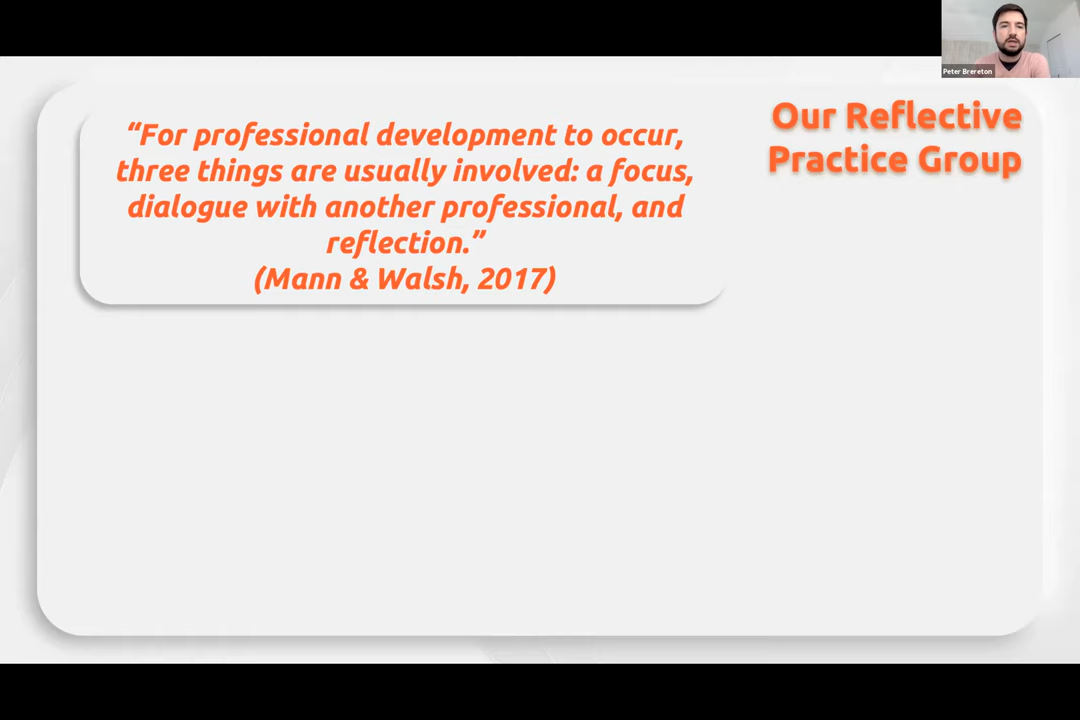 Peter Brereton
Our Reflective
Practice Group
“For professional development to occur,
three things are usually involved: a focus,
dialogue with another professional, and
reflection.”
(Mann & Walsh, 2017)